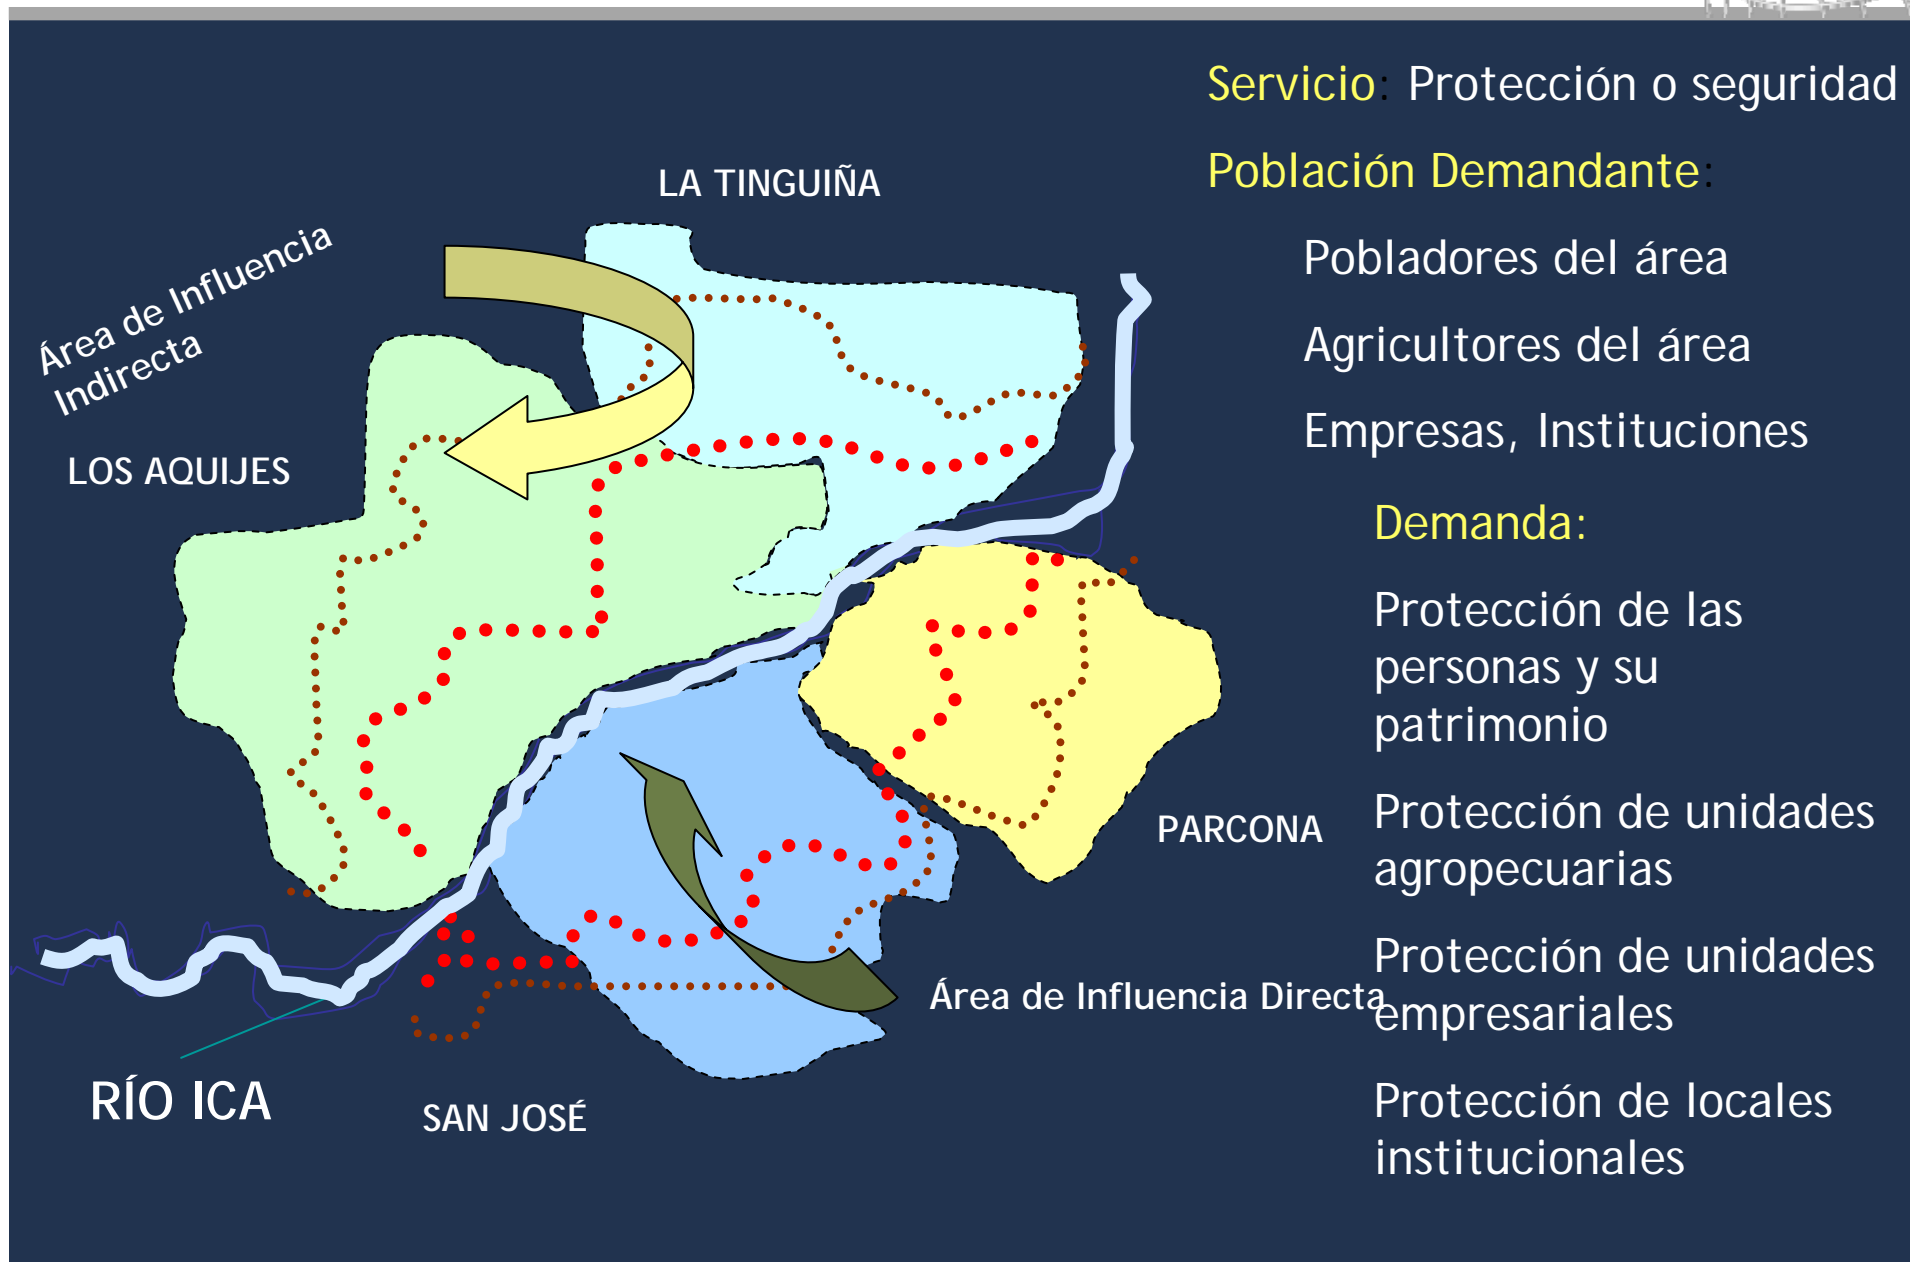 Servicio: Protección o seguridad
Población Demandante:
Pobladores del área
Agricultores del área
Empresas, Instituciones
Demanda:
Protección de las
personas y su
patrimonio
Protección de unidades
agropecuarias
Protección de unidades
empresariales
Protección de locales
institucionales
LA TINGUIÑA
Área de Influencia
Indirecta
LOS AQUIJES
PARCONA
Área de Influencia Directa
RÍO ICA
SAN JOSÉ